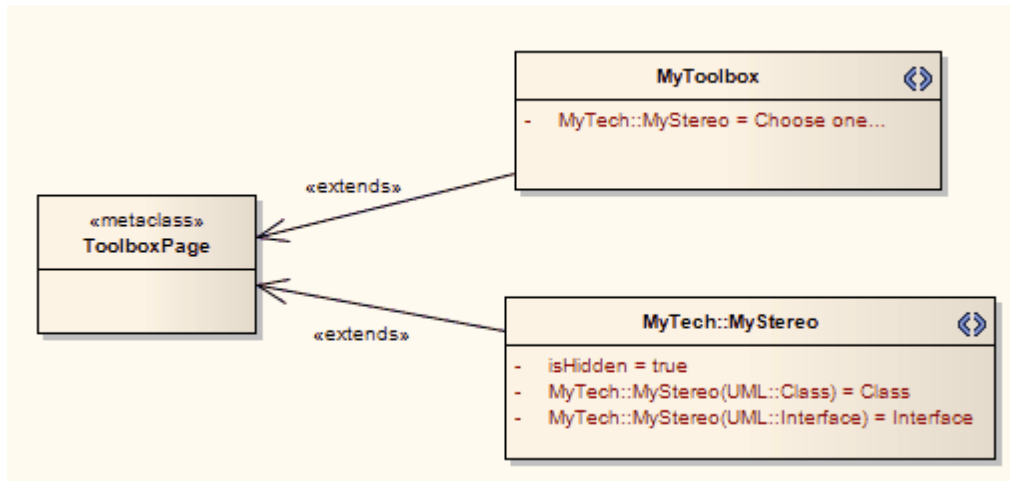 MyToolbox
- MyTech::MyStereo = Choose one...
«extends»
«metaclass»
ToolboxPage
«extends»
MyTech::MyStereo
- isHidden = true
- MyTech::MyStereo(UML::Class) = Class
- MyTech::MyStereo(UML::Interface) = Interface